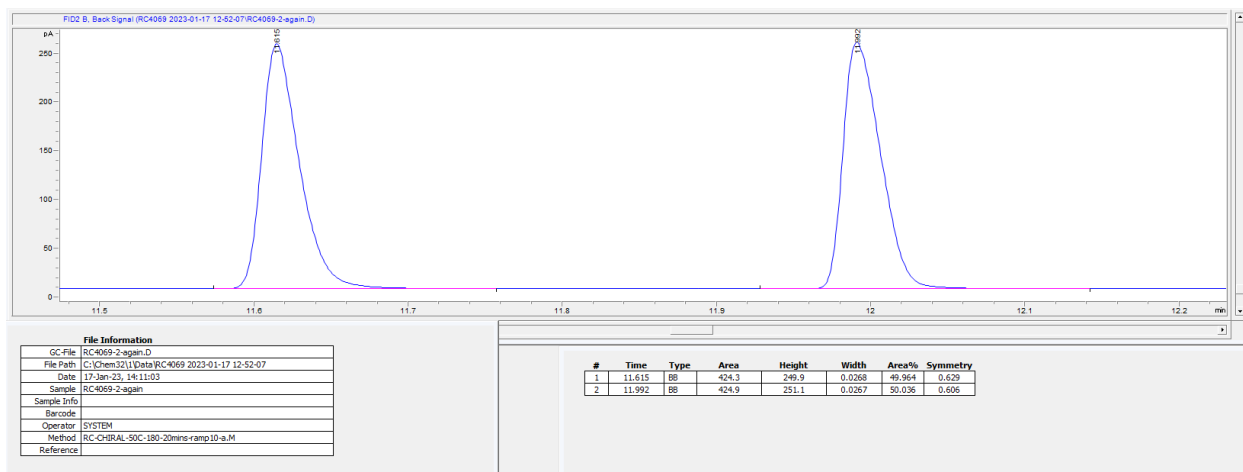 FID2 B, Back Signal (RC4069 2023-01-17 12-52-07\RC4069-2-again.D)
pA
250
200
150
100
50
0
11.615
11.992
11.5 11.6 11.7 11.8 11.9 12 12.1 12.2 min
File Information
GC-File RC4069-2-again.D
File Path C:\Chem32\1\Data\RC4069 2023-01-17 12-52-07
Date 17-Jan-23, 14:11:03
Sample RC4069-2-again
Sample Info
Barcode
Operator SYSTEM
Method RC-CHIRAL-50C-180-20mins-ramp10-a.M
Reference
# Time Type Area Height Width Area% Symmetry
1 11.615 BB 424.3 249.9 0.0268 49.964 0.629
2 11.992 BB 424.9 251.1 0.0267 50.036 0.606